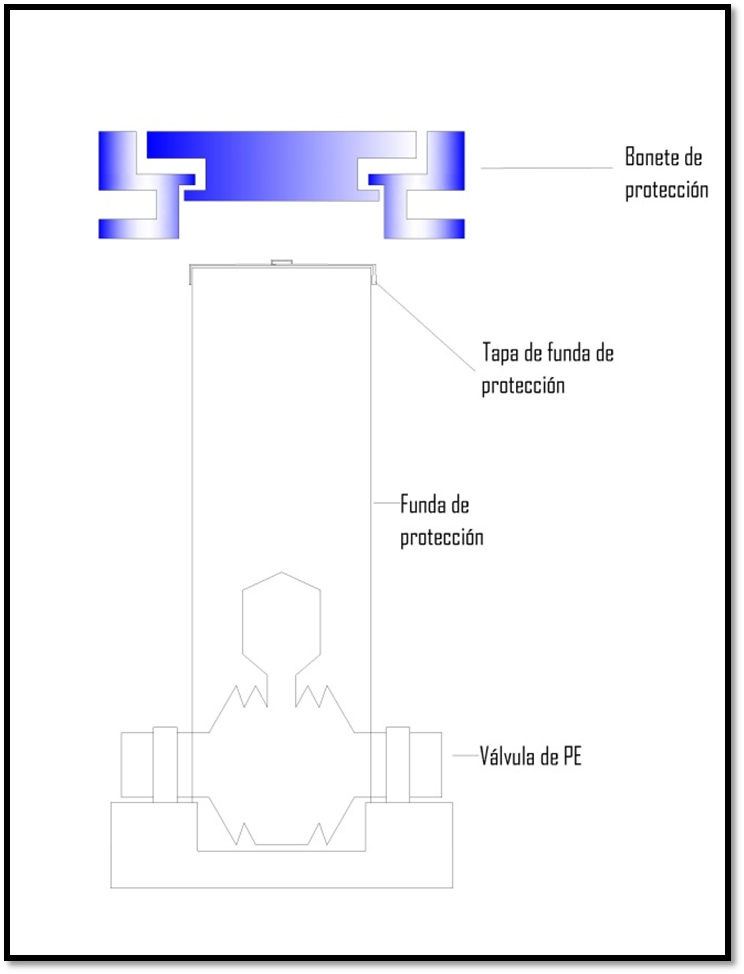 Bonete de
protección
Tapa de funda de
protección
Funda de
protección
Válvula de PE